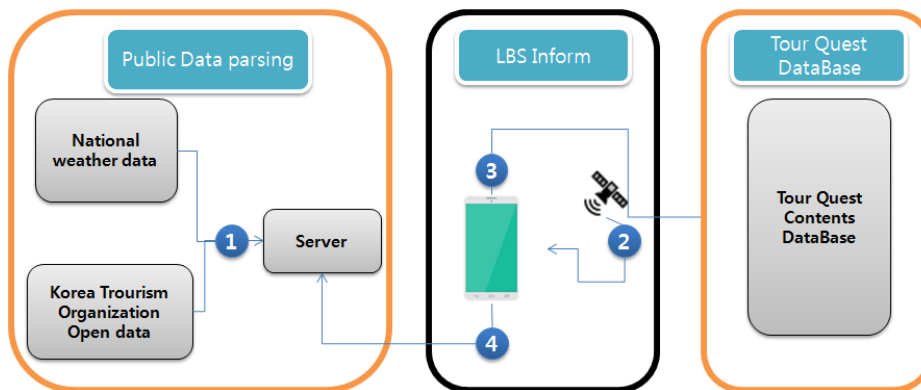 Public Data parsing
National
weather data
1
Server
Korea Trourism
Organization
Open data
LBS Inform
3
2
4
Tour Quest
DataBase
Tour Quest
Contents
DataBase